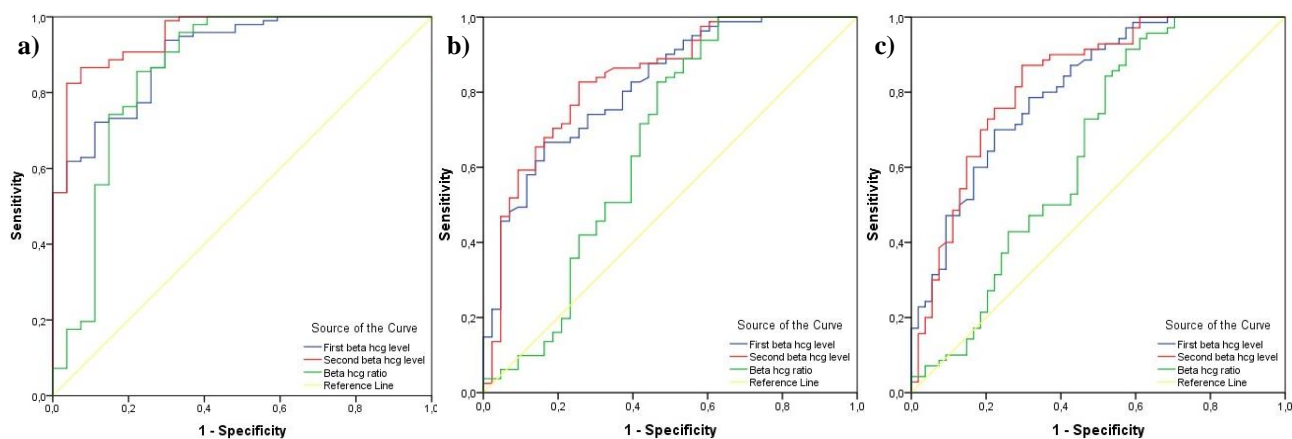 a)
1,0
0,8
0,6
0,4
0,2
0,0
Sensitivity
0,0 0,2 0,4 0,6 0,8 1,0
1 - Specificity
Source of the Curve
First beta hcg level
Second beta hcg level
Beta hcg ratio
Reference Line
b)
1,0
0,8
0,6
0,4
0,2
0,0
Sensitivity
0,0 0,2 0,4 0,6 0,8 1,0
1 - Specificity
Source of the Curve
First beta hcg level
Second beta hcg level
Beta hcg ratio
Reference Line
c)
1,0
0,8
0,6
0,4
0,2
0,0
Sensitivity
0,0 0,2 0,4 0,6 0,8 1,0
1 - Specificity
Source of the Curve
First beta hcg level
Second beta hcg level
Beta hcg ratio
Reference Line